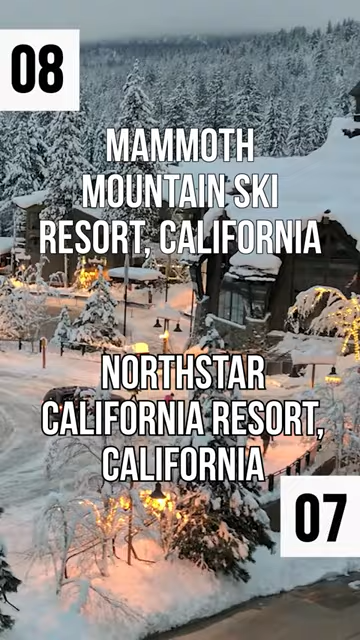 08
MAMMOTH
MOUNTAIN SKI
RESORT, CALIFORNIA
NORTHSTAR
CALIFORNIA RESORT,
CALIFORNIA
07